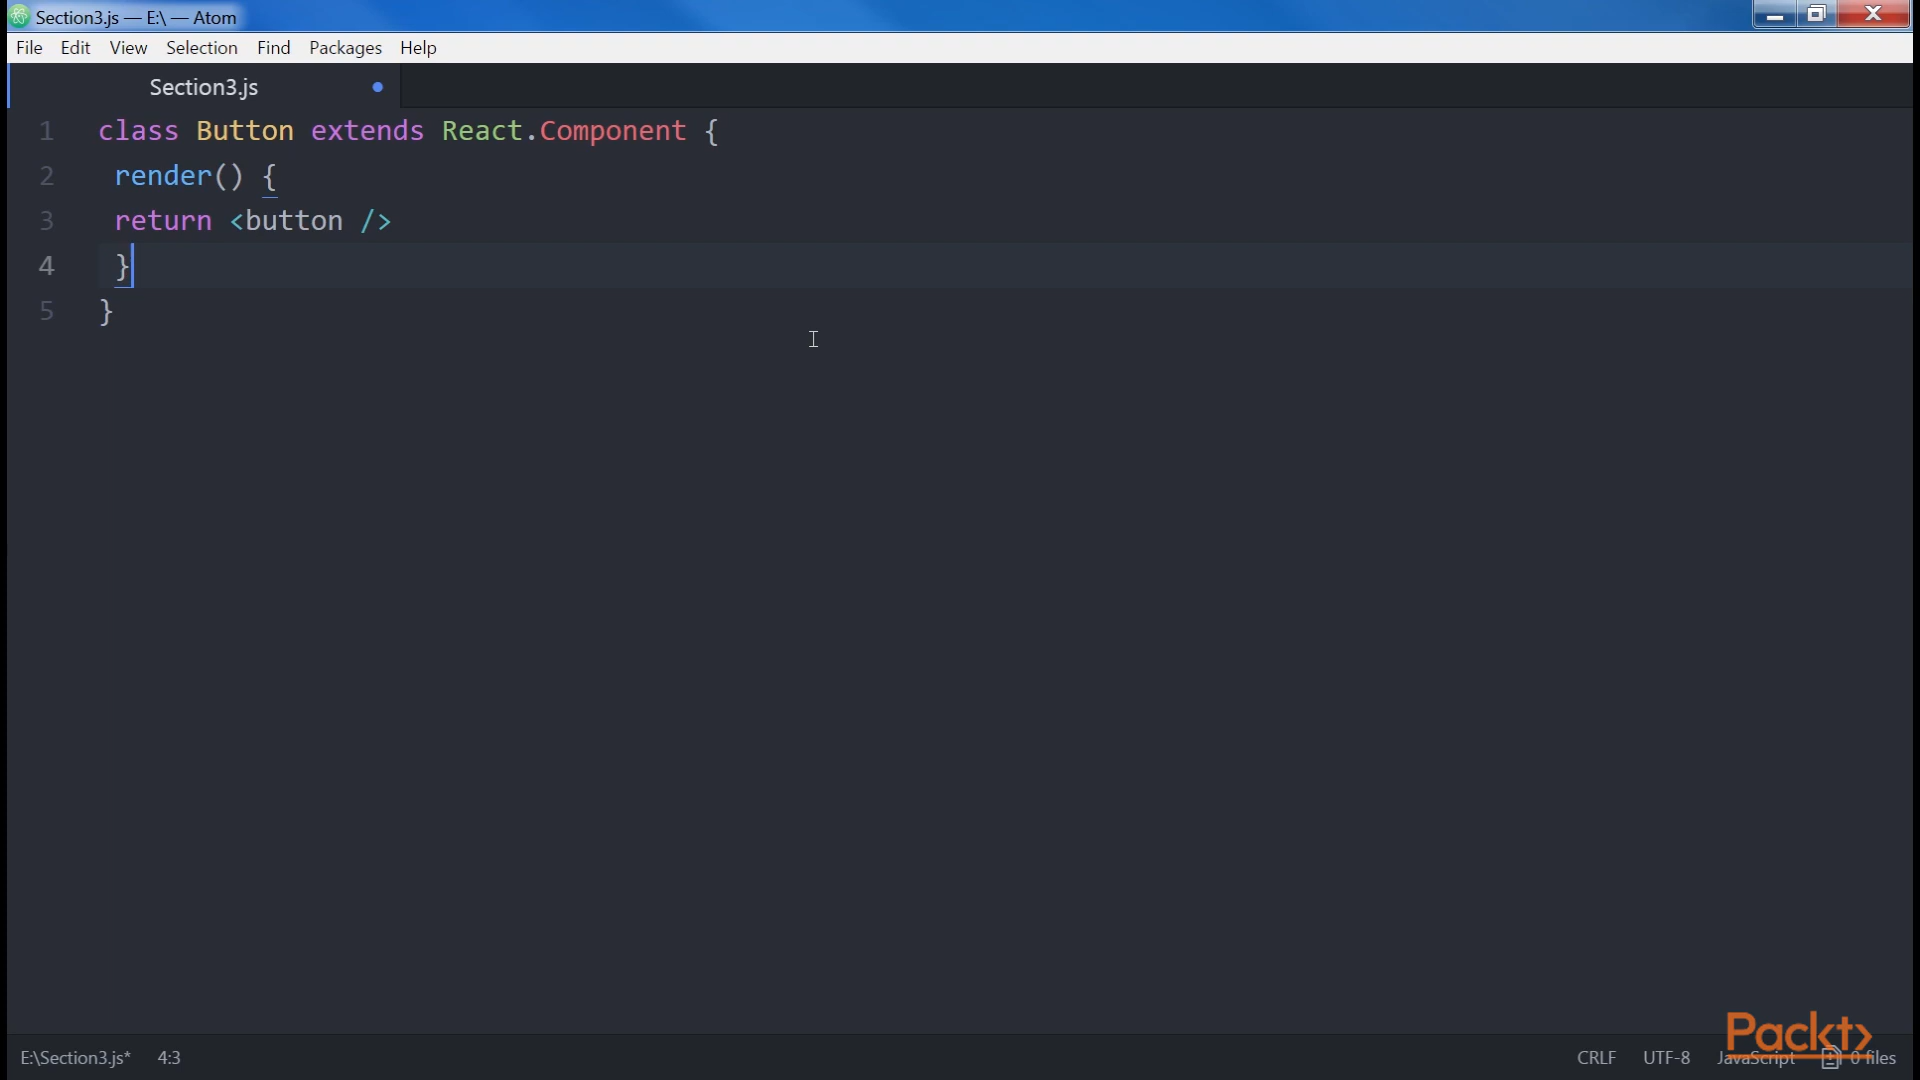 Section3.js — E:\ — Atom
File Edit View Selection Find Packages Help
Section3.js
1 class Button extends React.Component {
2 render() {
3 return <button />
4 }
5 }
Packt>
E:\Section3.js* 4:3 CRLF UTF-8 JavaScript 0 files